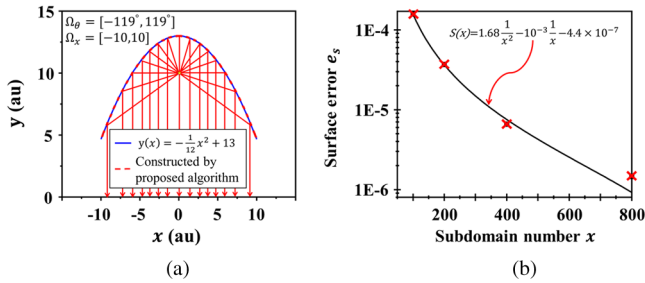 Ω_θ = [−119°, 119°]
Ω_x = [−10,10]
15
10
5
0
y (au)
y(x) = −1/12 x² + 13
Constructed by
proposed algorithm
-10 -5 0 5 10
x (au)
(a)
S(x)=1.68 1/x² −10⁻³ 1/x −4.4 × 10⁻⁷
1E-4
1E-5
1E-6
Surface error e_s
200 400 600 800
Subdomain number x
(b)